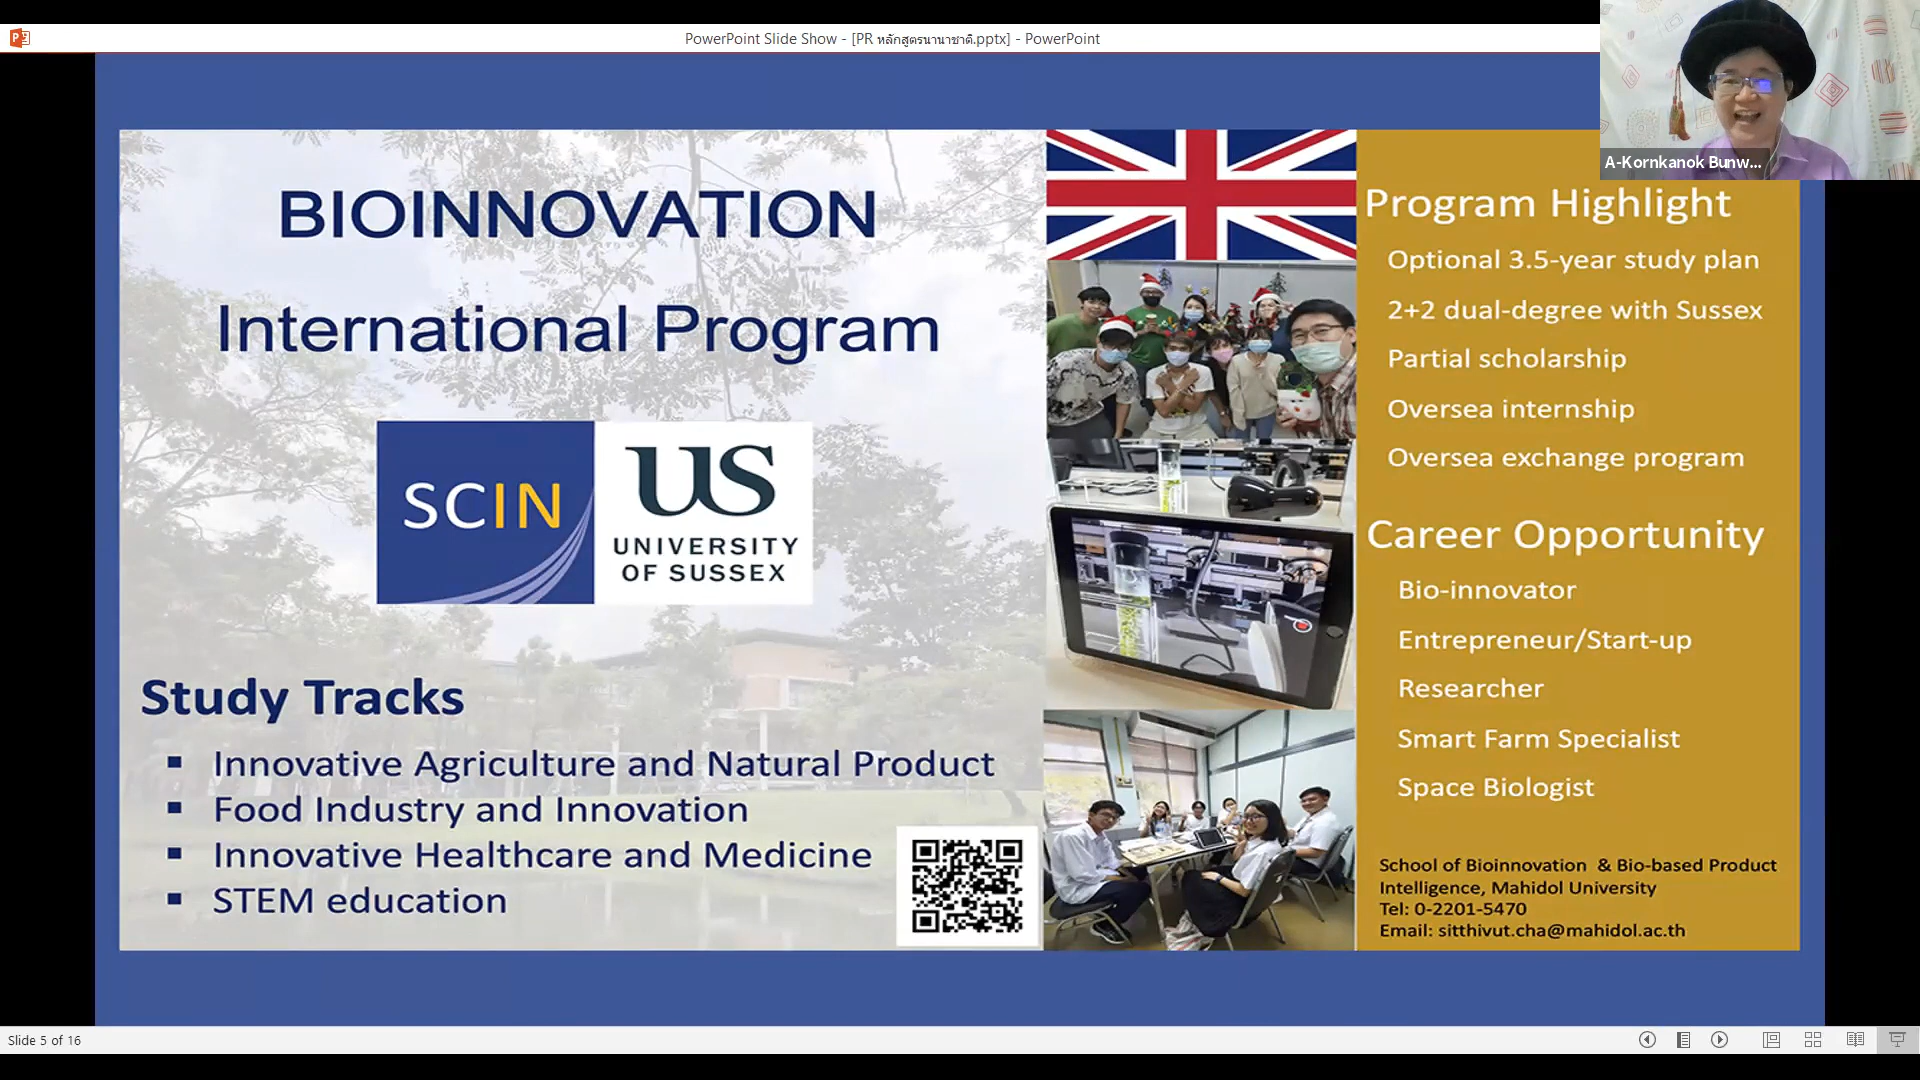 PowerPoint Slide Show - [PR หลักสูตรนานาชาติ.pptx] - PowerPoint
A-Kornkanok Bunw...
BIOINNOVATION
International Program
SCIN
US
UNIVERSITY
OF SUSSEX
Study Tracks
▪ Innovative Agriculture and Natural Product
▪ Food Industry and Innovation
▪ Innovative Healthcare and Medicine
▪ STEM education
Program Highlight
Optional 3.5-year study plan
2+2 dual-degree with Sussex
Partial scholarship
Oversea internship
Oversea exchange program
Career Opportunity
Bio-innovator
Entrepreneur/Start-up
Researcher
Smart Farm Specialist
Space Biologist
School of Bioinnovation & Bio-based Product
Intelligence, Mahidol University
Tel: 0-2201-5470
Email: sitthivut.cha@mahidol.ac.th
Slide 5 of 16